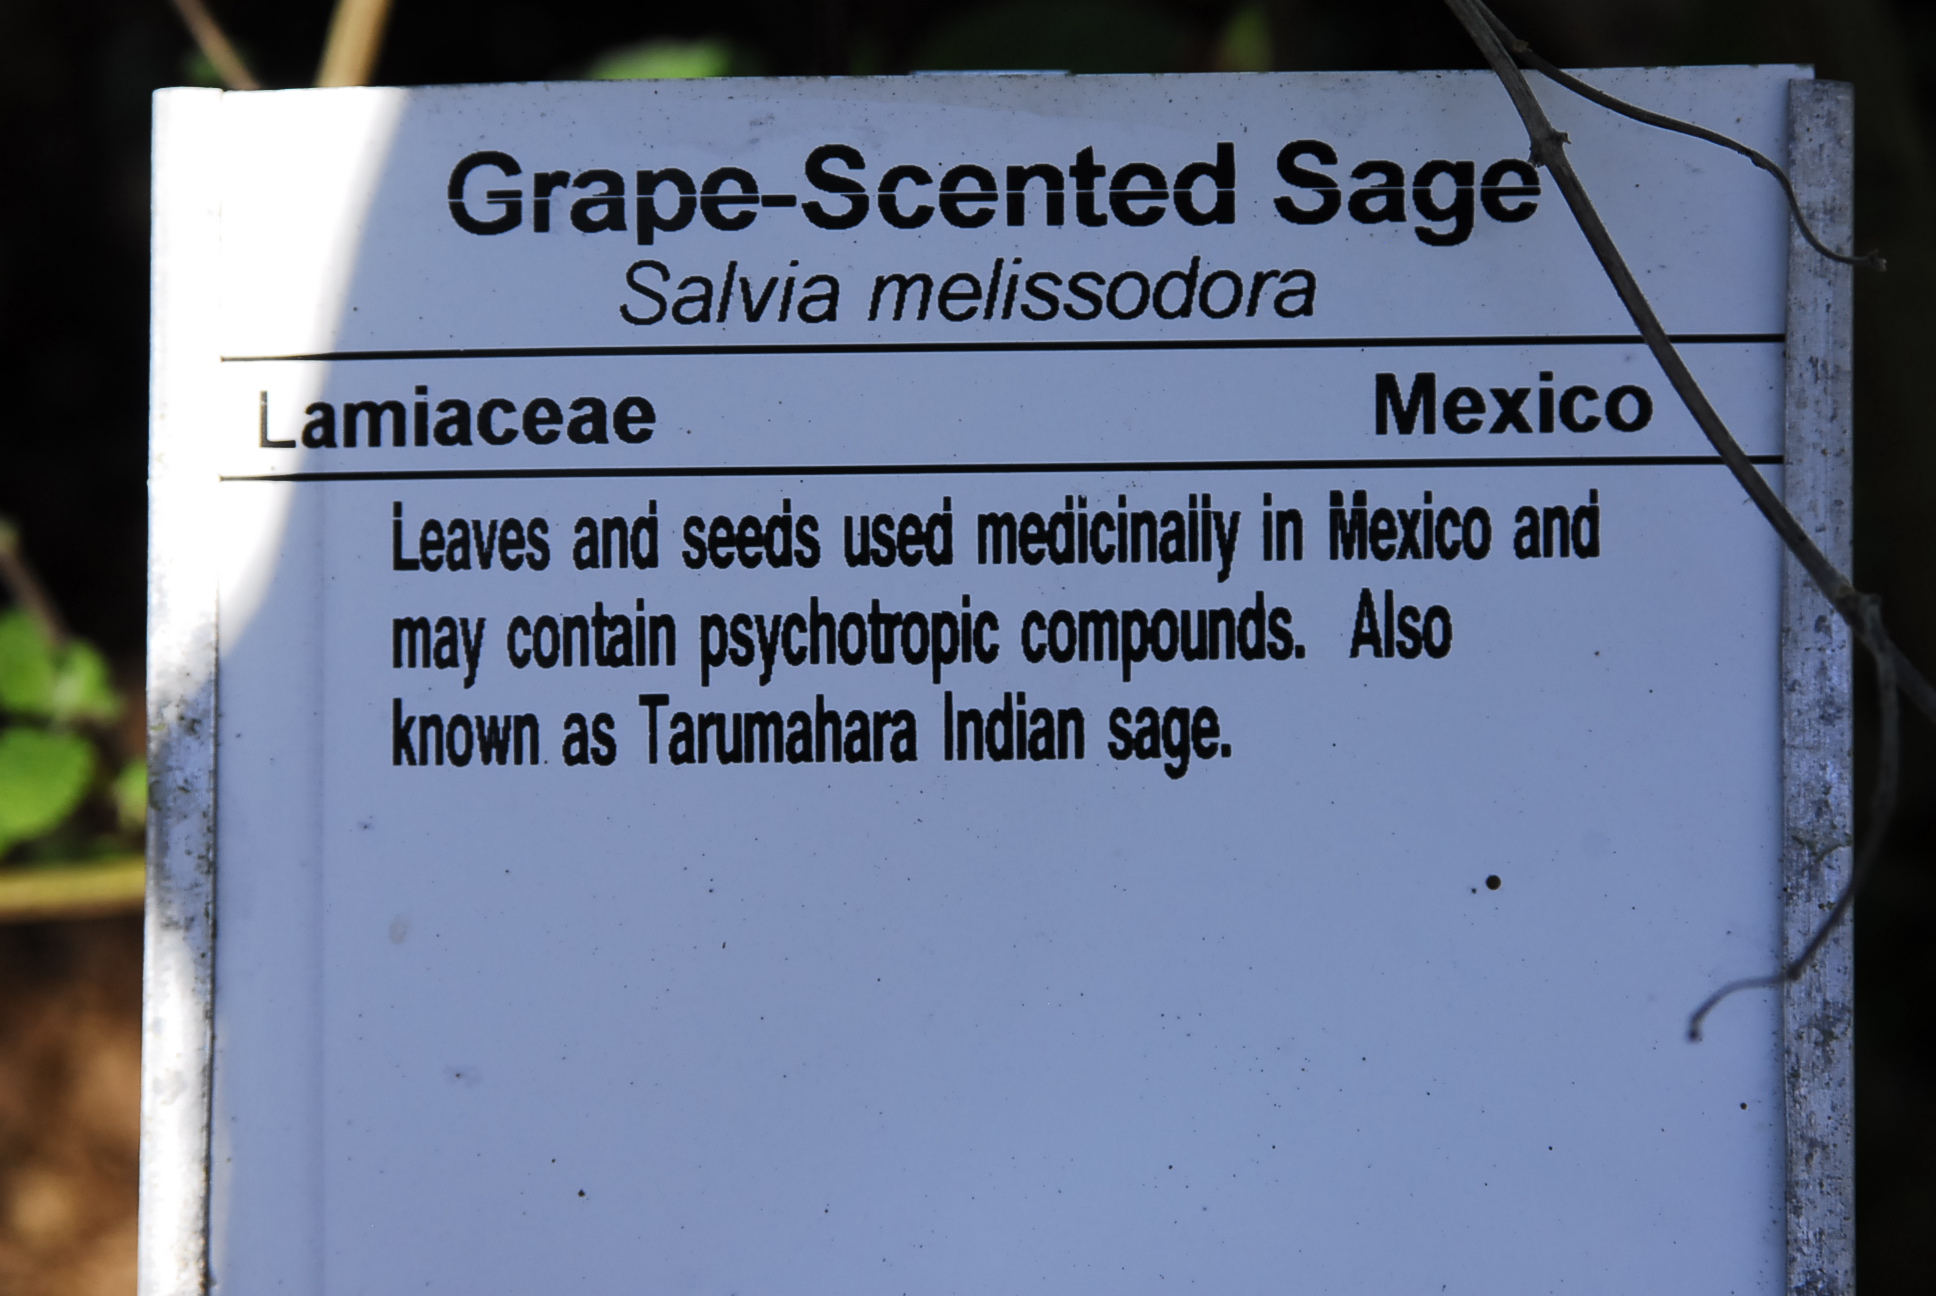 Grape-Scented Sage
Salvia melissodora
Lamiaceae Mexico
Leaves and seeds used medicinally in Mexico and
may contain psychotropic compounds. Also
known as Tarumahara Indian sage.